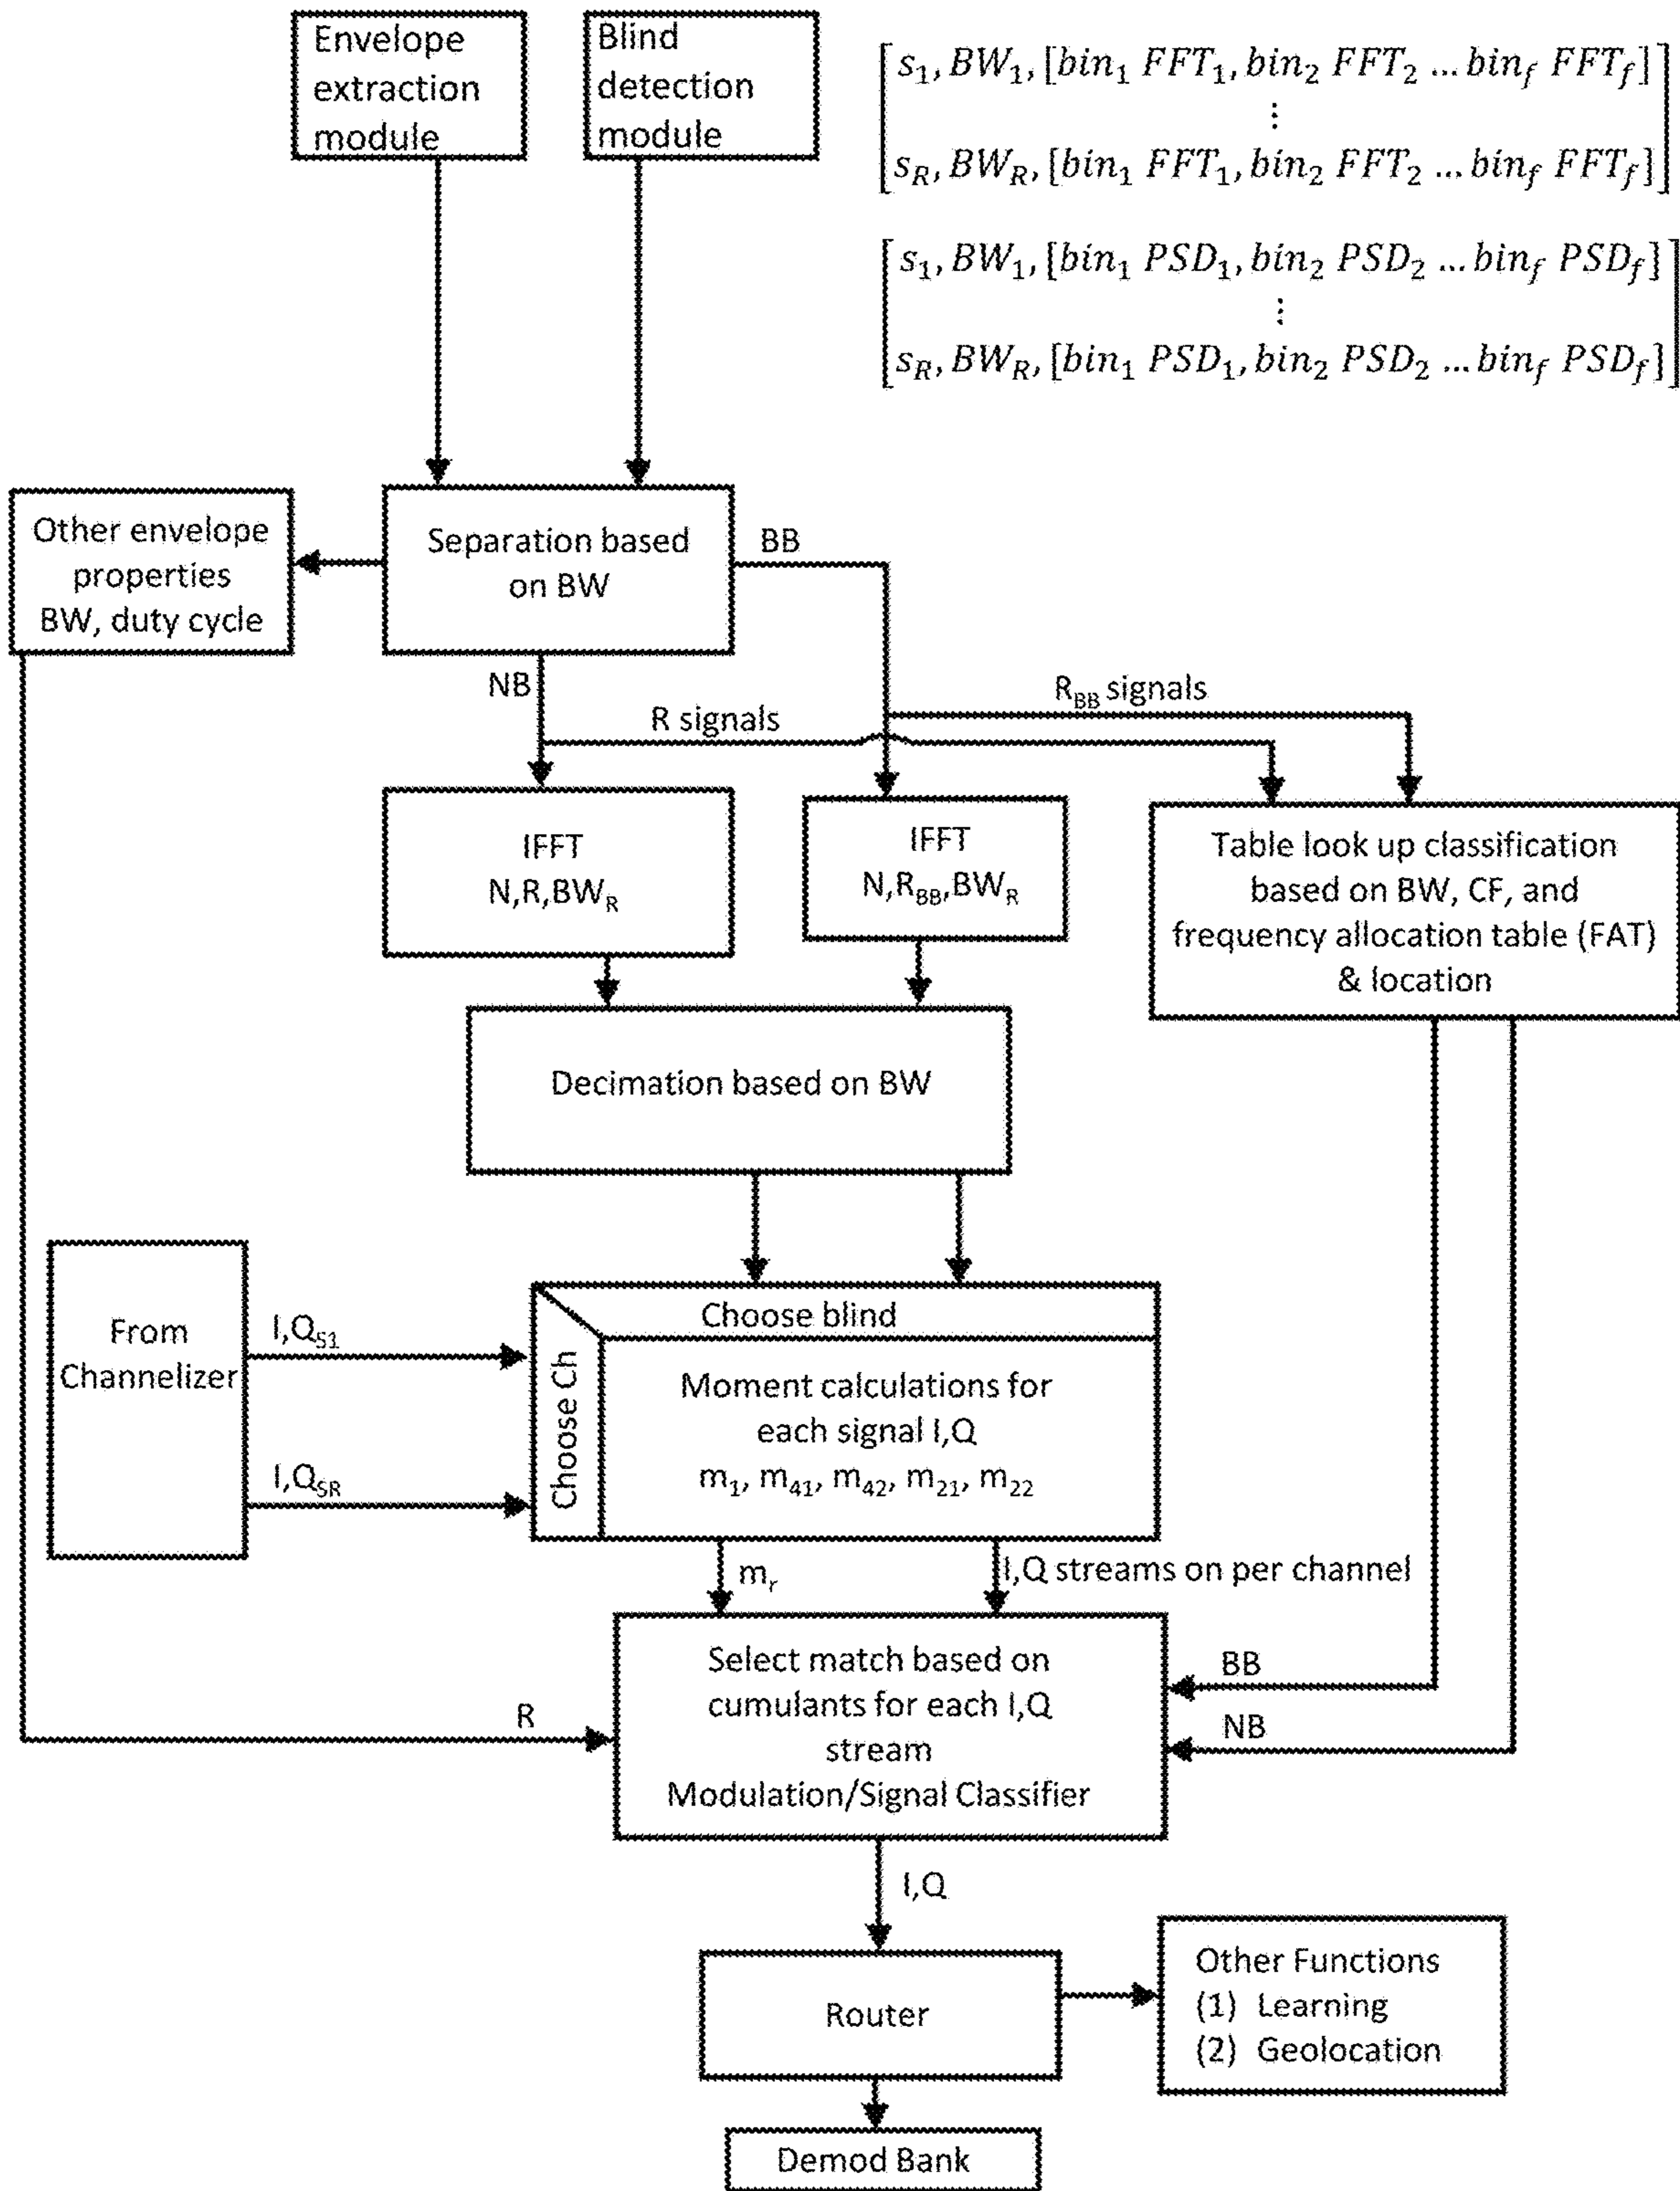 Envelope
extraction
module
Blind
detection
module
[s₁, BW₁, [bin₁ FFT₁, bin₂ FFT₂ ... bin_f FFT_f]
⋮
s_R, BW_R, [bin₁ FFT₁, bin₂ FFT₂ ... bin_f FFT_f]]
[s₁, BW₁, [bin₁ PSD₁, bin₂ PSD₂ ... bin_f PSD_f]
⋮
s_R, BW_R, [bin₁ PSD₁, bin₂ PSD₂ ... bin_f PSD_f]]
Other envelope
properties
BW, duty cycle
Separation based
on BW
BB
NB
R signals
R_BB signals
IFFT
N,R,BW_R
IFFT
N,R_BB,BW_R
Table look up classification
based on BW, CF, and
frequency allocation table (FAT)
& location
Decimation based on BW
From
Channelizer
I,Q_S1
I,Q_SR
Choose blind
Choose Ch
Moment calculations for
each signal I,Q
m₁, m₄₁, m₄₂, m₂₁, m₂₂
m_r
I,Q streams on per channel
R
Select match based on
cumulants for each I,Q
stream
Modulation/Signal Classifier
BB
NB
I,Q
Router
Other Functions
(1) Learning
(2) Geolocation
Demod Bank